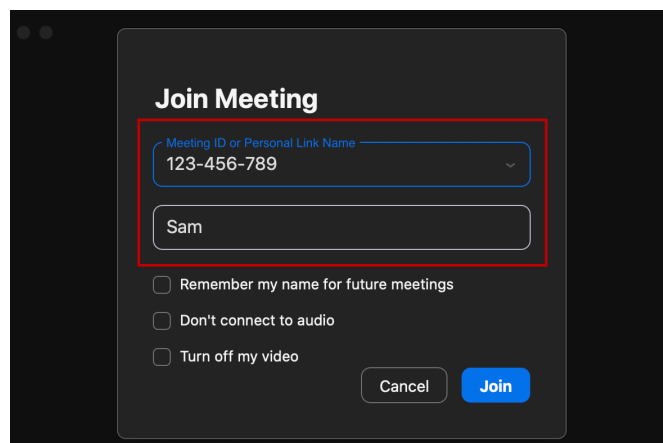 Join Meeting
Meeting ID or Personal Link Name
123-456-789
Sam
Remember my name for future meetings
Don't connect to audio
Turn off my video
Cancel Join